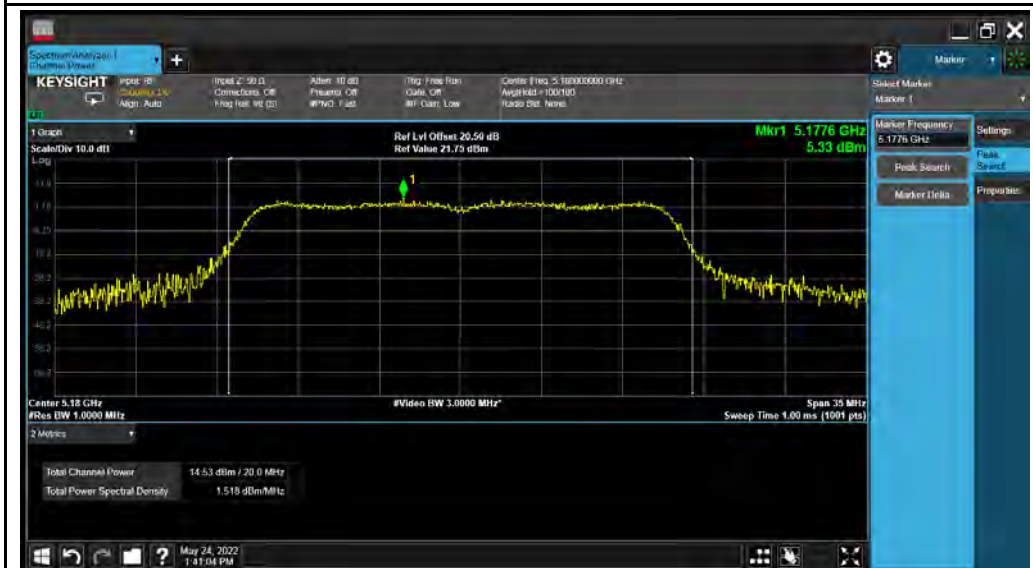 Spectrum Analyzer 1
Channel Power
+
Marker
KEYSIGHT
Input: RF
Coupling: DC
Align: Auto
Input Z: 50 Ω
Corrections: Off
Freq Ref: Int (S)
Atten: 10 dB
Preamp: Off
#PNO: Fast
Trig: Free Run
Gate: Off
#IF Gain: Low
Center Freq: 5.180000000 GHz
Avg|Hold: >100/100
Radio Std: None
Select Marker
Marker 1
1 Graph
Scale/Div 10.0 dB
Log
Ref Lvl Offset 20.50 dB
Ref Value 21.75 dBm
Mkr1 5.1776 GHz
5.33 dBm
1
Marker Frequency
5.1776 GHz
Peak Search
Marker Delta
Settings
Peak Search
Properties
Center 5.18 GHz
#Res BW 1.0000 MHz
#Video BW 3.0000 MHz*
Span 35 MHz
Sweep Time 1.00 ms (1001 pts)
2 Metrics
Total Channel Power 14.53 dBm / 20.0 MHz
Total Power Spectral Density 1.518 dBm/MHz
?
May 24, 2022
1:41:04 PM